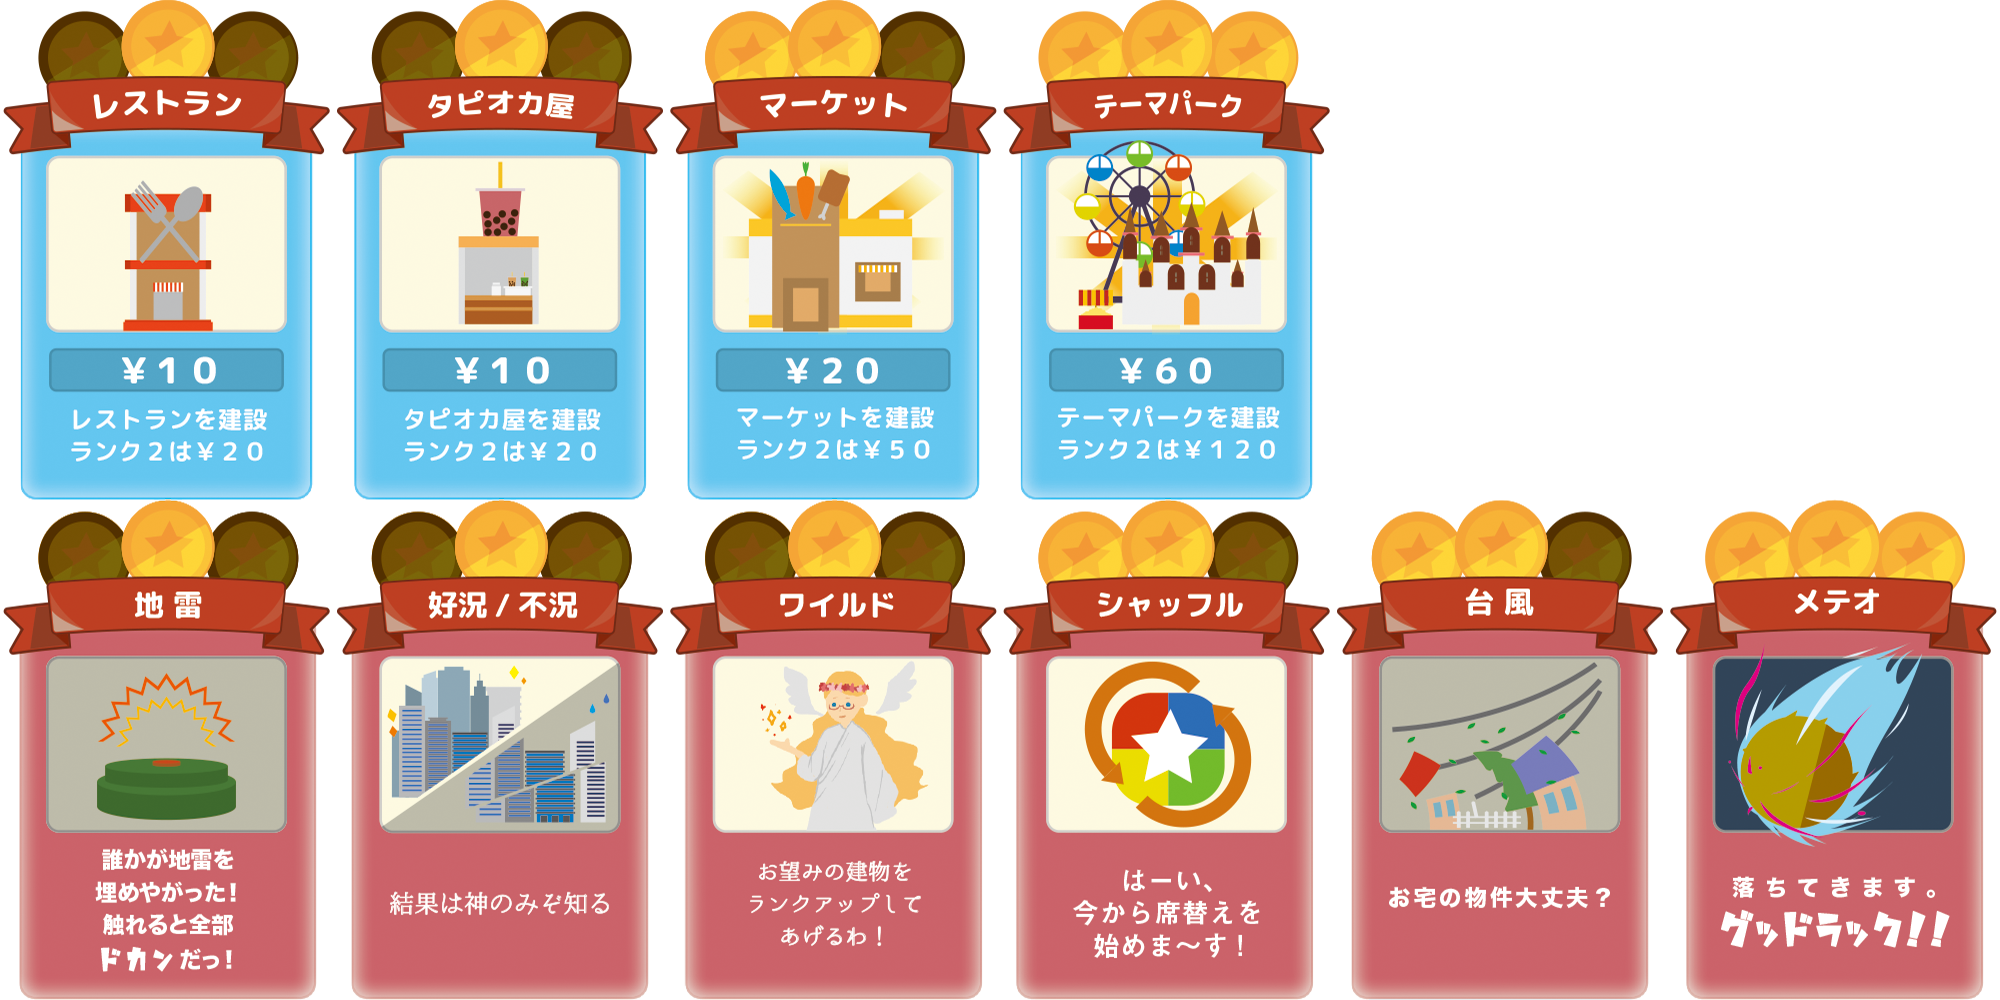 レストラン
¥10
レストランを建設
ランク2は¥20
タピオカ屋
¥10
タピオカ屋を建設
ランク2は¥20
マーケット
¥20
マーケットを建設
ランク2は¥50
テーマパーク
¥60
テーマパークを建設
ランク2は¥120
地雷
誰かが地雷を
埋めやがった!
触れると全部
ドカンだっ!
好況/不況
結果は神のみぞ知る
ワイルド
お望みの建物を
ランクアップして
あげるわ!
シャッフル
はーい、
今から席替えを
始めま〜す!
台風
お宅の物件大丈夫?
メテオ
落ちてきます。
グッドラック!!